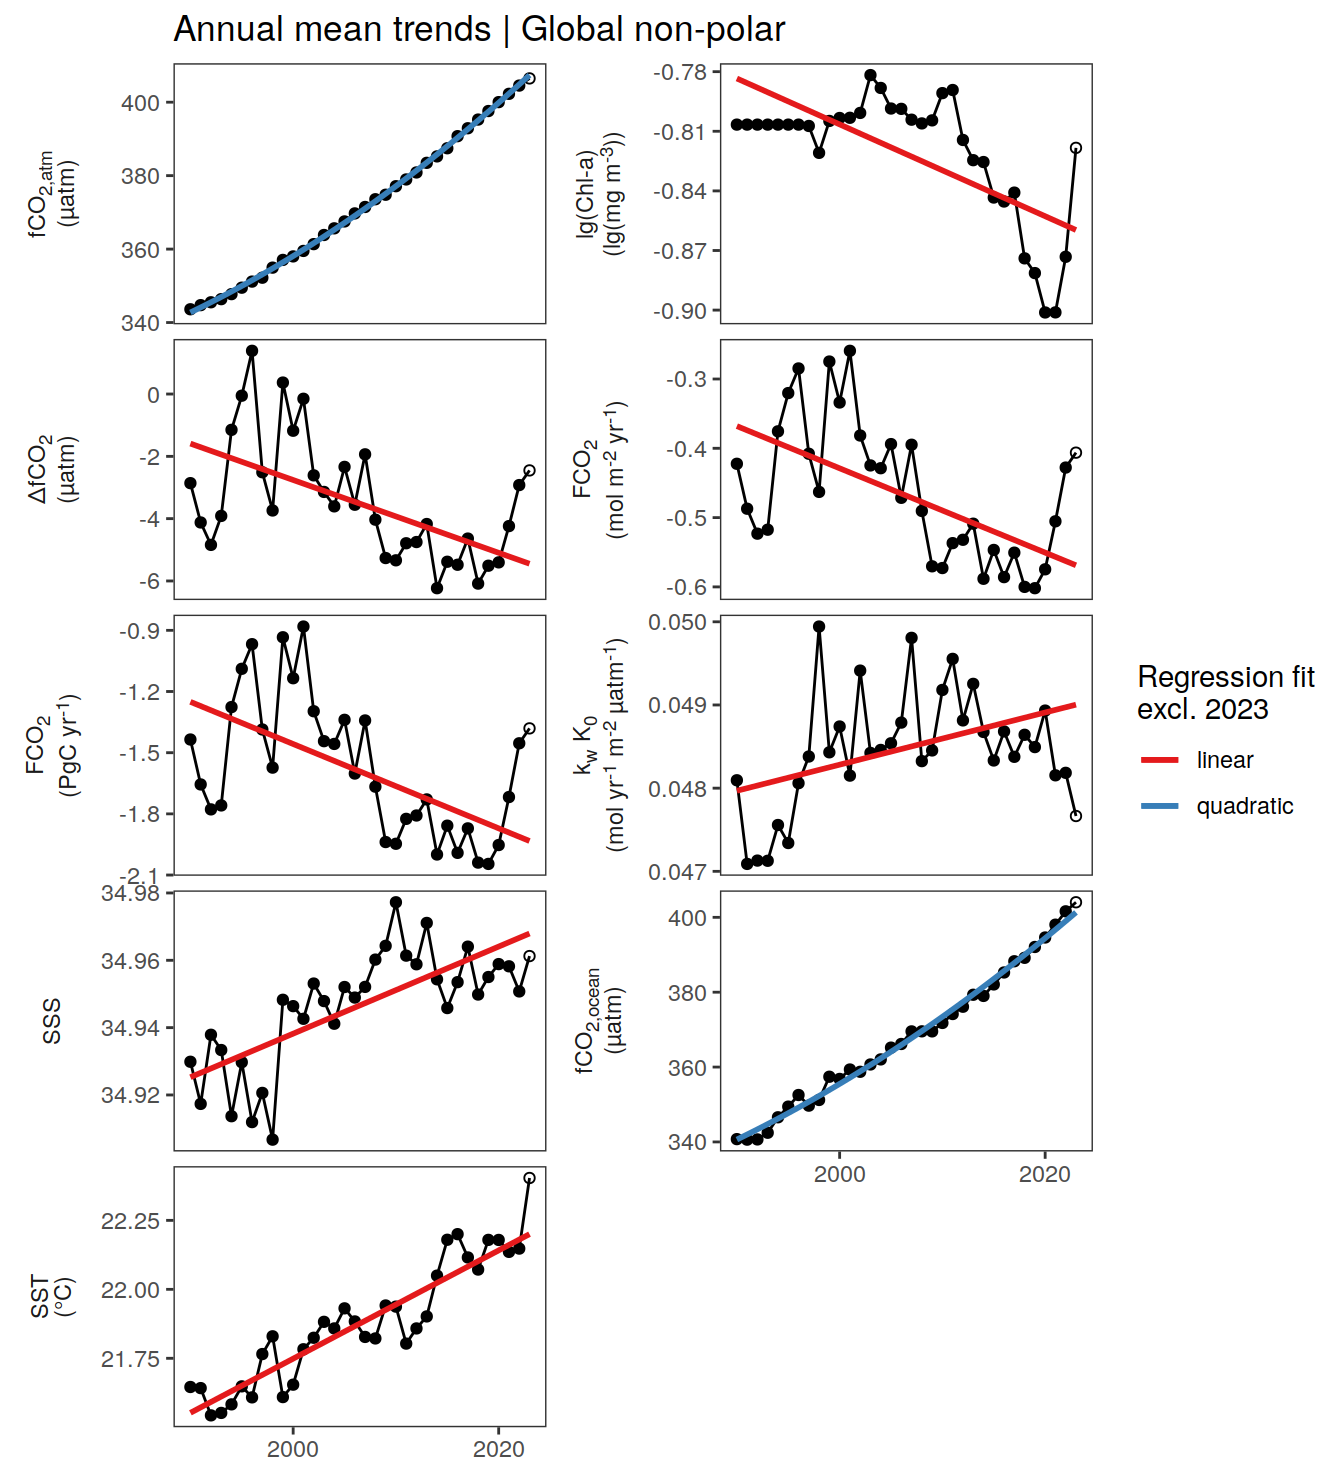 Annual mean trends | Global non-polar
fCO2,atm
(µatm)
400
380
360
340
lg(Chl-a)
(lg(mg m-3))
-0.78
-0.81
-0.84
-0.87
-0.90
ΔfCO2
(µatm)
0
-2
-4
-6
FCO2
(mol m-2 yr-1)
-0.3
-0.4
-0.5
-0.6
FCO2
(PgC yr-1)
-0.9
-1.2
-1.5
-1.8
-2.1
kw K0
(mol yr-1 m-2 µatm-1)
0.050
0.049
0.048
0.047
SSS
34.98
34.96
34.94
34.92
fCO2,ocean
(µatm)
400
380
360
340
2000 2020
SST
(°C)
22.25
22.00
21.75
2000 2020
Regression fit
excl. 2023
linear
quadratic